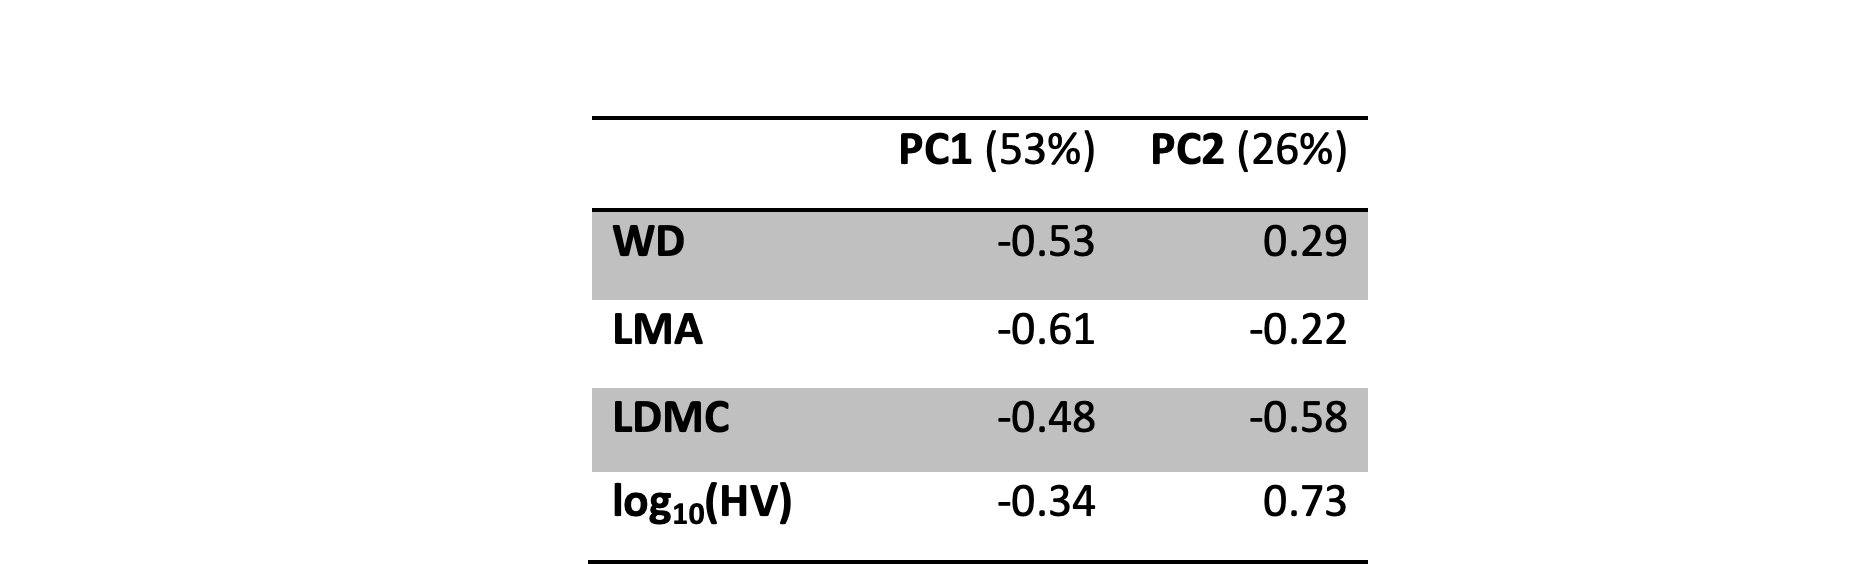 PC1 (53%) PC2 (26%)
WD -0.53 0.29
LMA -0.61 -0.22
LDMC -0.48 -0.58
log₁₀(HV) -0.34 0.73